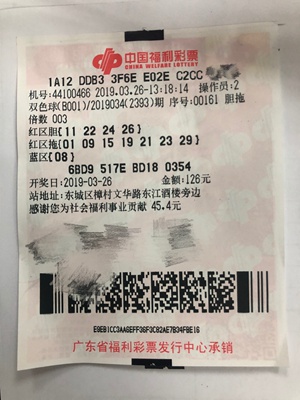 中国福利彩票
CHINA WELFARE LOTTERY
1A12 DDB3 3F6E E02E C2CC
机号:44100466 2019-03-26-13:18:14 操作员:2
双色球(B001)/2019034(2393)期 序号:00161 胆拖
倍数 003
红区胆{11 22 24 26}
红区拖{01 09 15 19 21 23 29}
蓝区{08}
6BD9 517E BD18 0354
开奖日:2019-03-26 金额:126元
站地址:东城区樟村文华路东江酒楼旁边
感谢您为社会福利事业贡献 45.4元
E9EB1CC3AAGEFF36F3C82AE7B34FBE16
广东省福利彩票发行中心承销